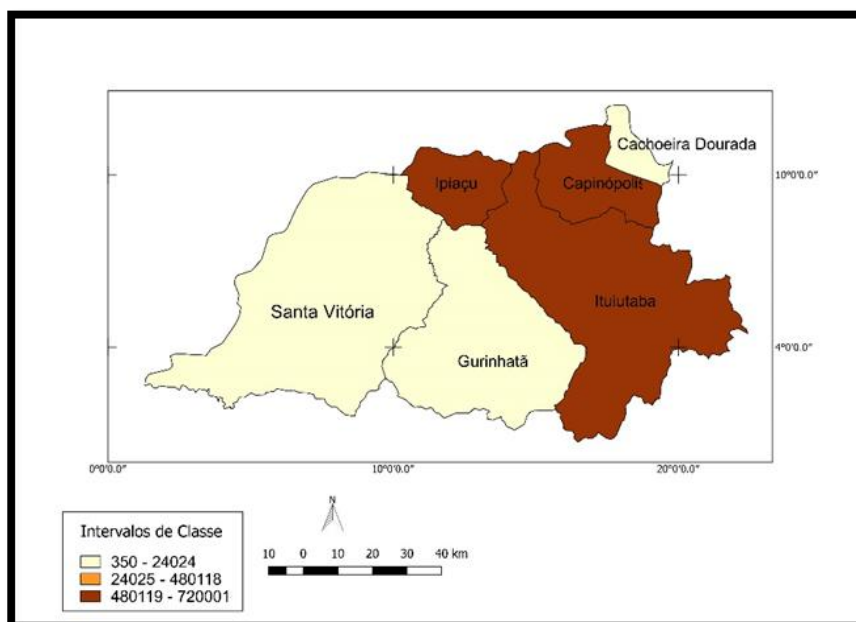 Cachoeira Dourada
Ipiaçu
Capinópolis
10°0'0.0"
Santa Vitória
Ituiutaba
Gurinhatã
4°0'0.0"
0°0'0.0"
10°0'0.0"
20°0'0.0"
N
Intervalos de Classe
350 - 24024
24025 - 480118
480119 - 720001
10 0 10 20 30 40 km